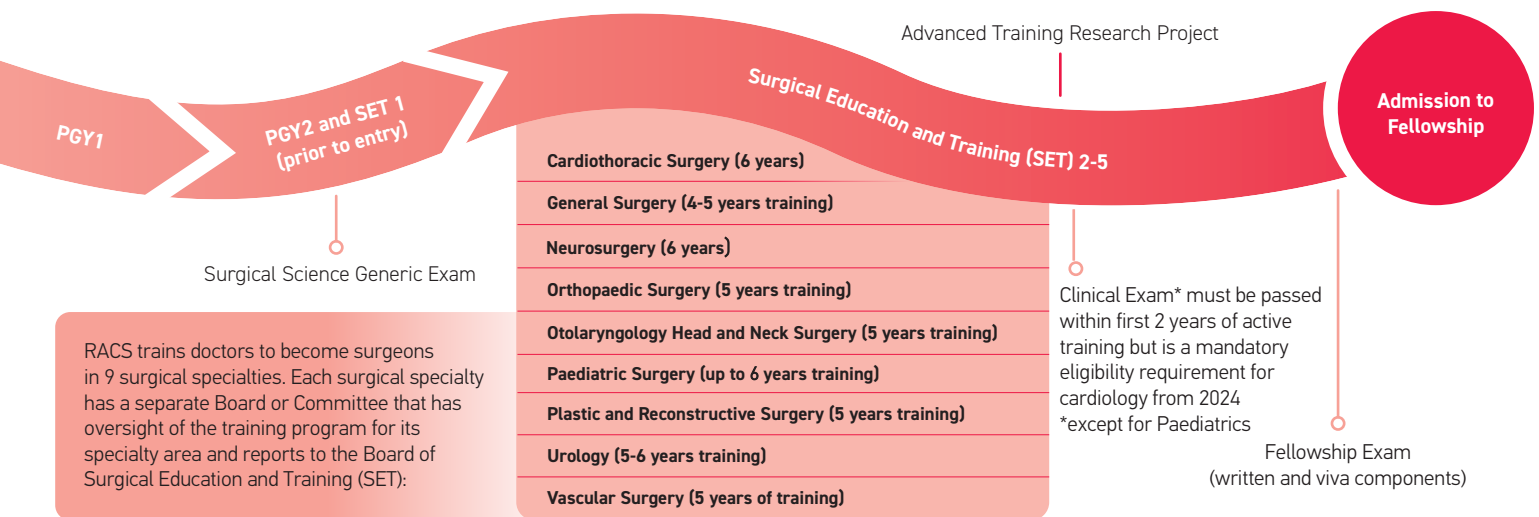 PGY1
PGY2 and SET 1
(prior to entry)
Surgical Science Generic Exam
RACS trains doctors to become surgeons
in 9 surgical specialties. Each surgical specialty
has a separate Board or Committee that has
oversight of the training program for its
specialty area and reports to the Board of
Surgical Education and Training (SET):
Surgical Education and Training (SET) 2-5
Cardiothoracic Surgery (6 years)
General Surgery (4-5 years training)
Neurosurgery (6 years)
Orthopaedic Surgery (5 years training)
Otolaryngology Head and Neck Surgery (5 years training)
Paediatric Surgery (up to 6 years training)
Plastic and Reconstructive Surgery (5 years training)
Urology (5-6 years training)
Vascular Surgery (5 years of training)
Advanced Training Research Project
Clinical Exam* must be passed
within first 2 years of active
training but is a mandatory
eligibility requirement for
cardiology from 2024
*except for Paediatrics
Fellowship Exam
(written and viva components)
Admission to
Fellowship